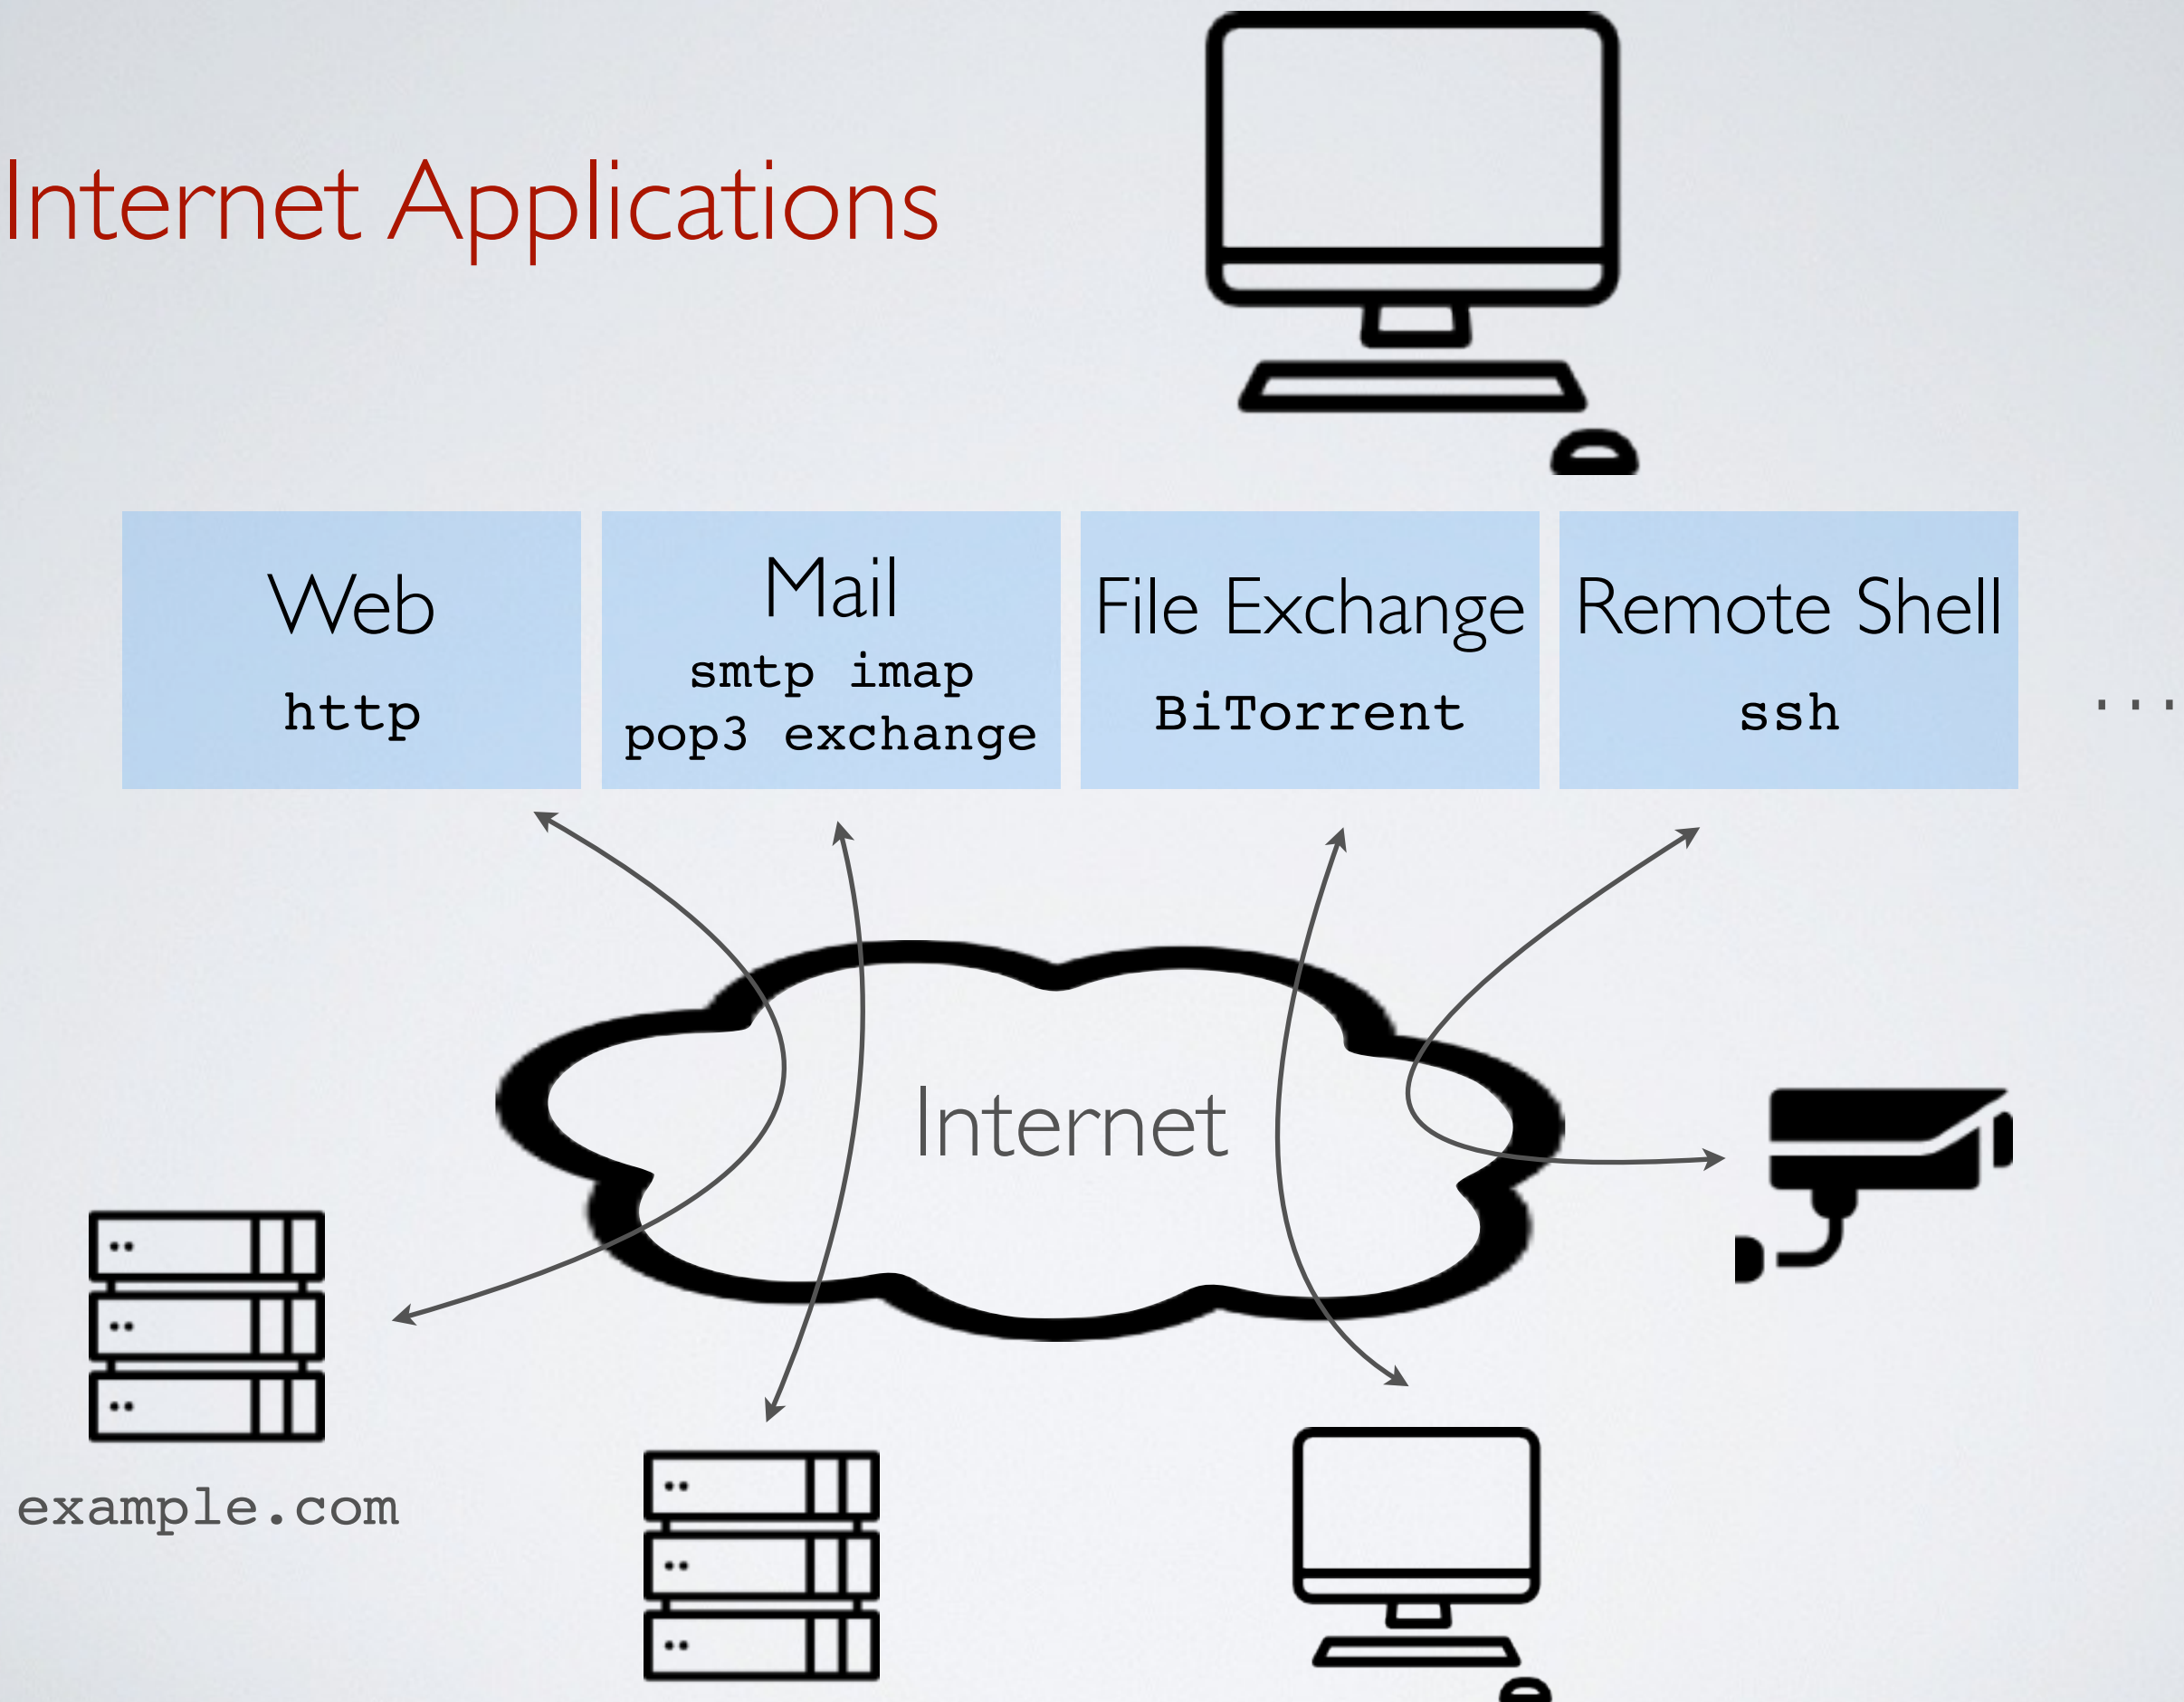 Internet Applications
Web
http
Mail
smtp imap
pop3 exchange
File Exchange
BiTorrent
Remote Shell
ssh
...
Internet
example.com